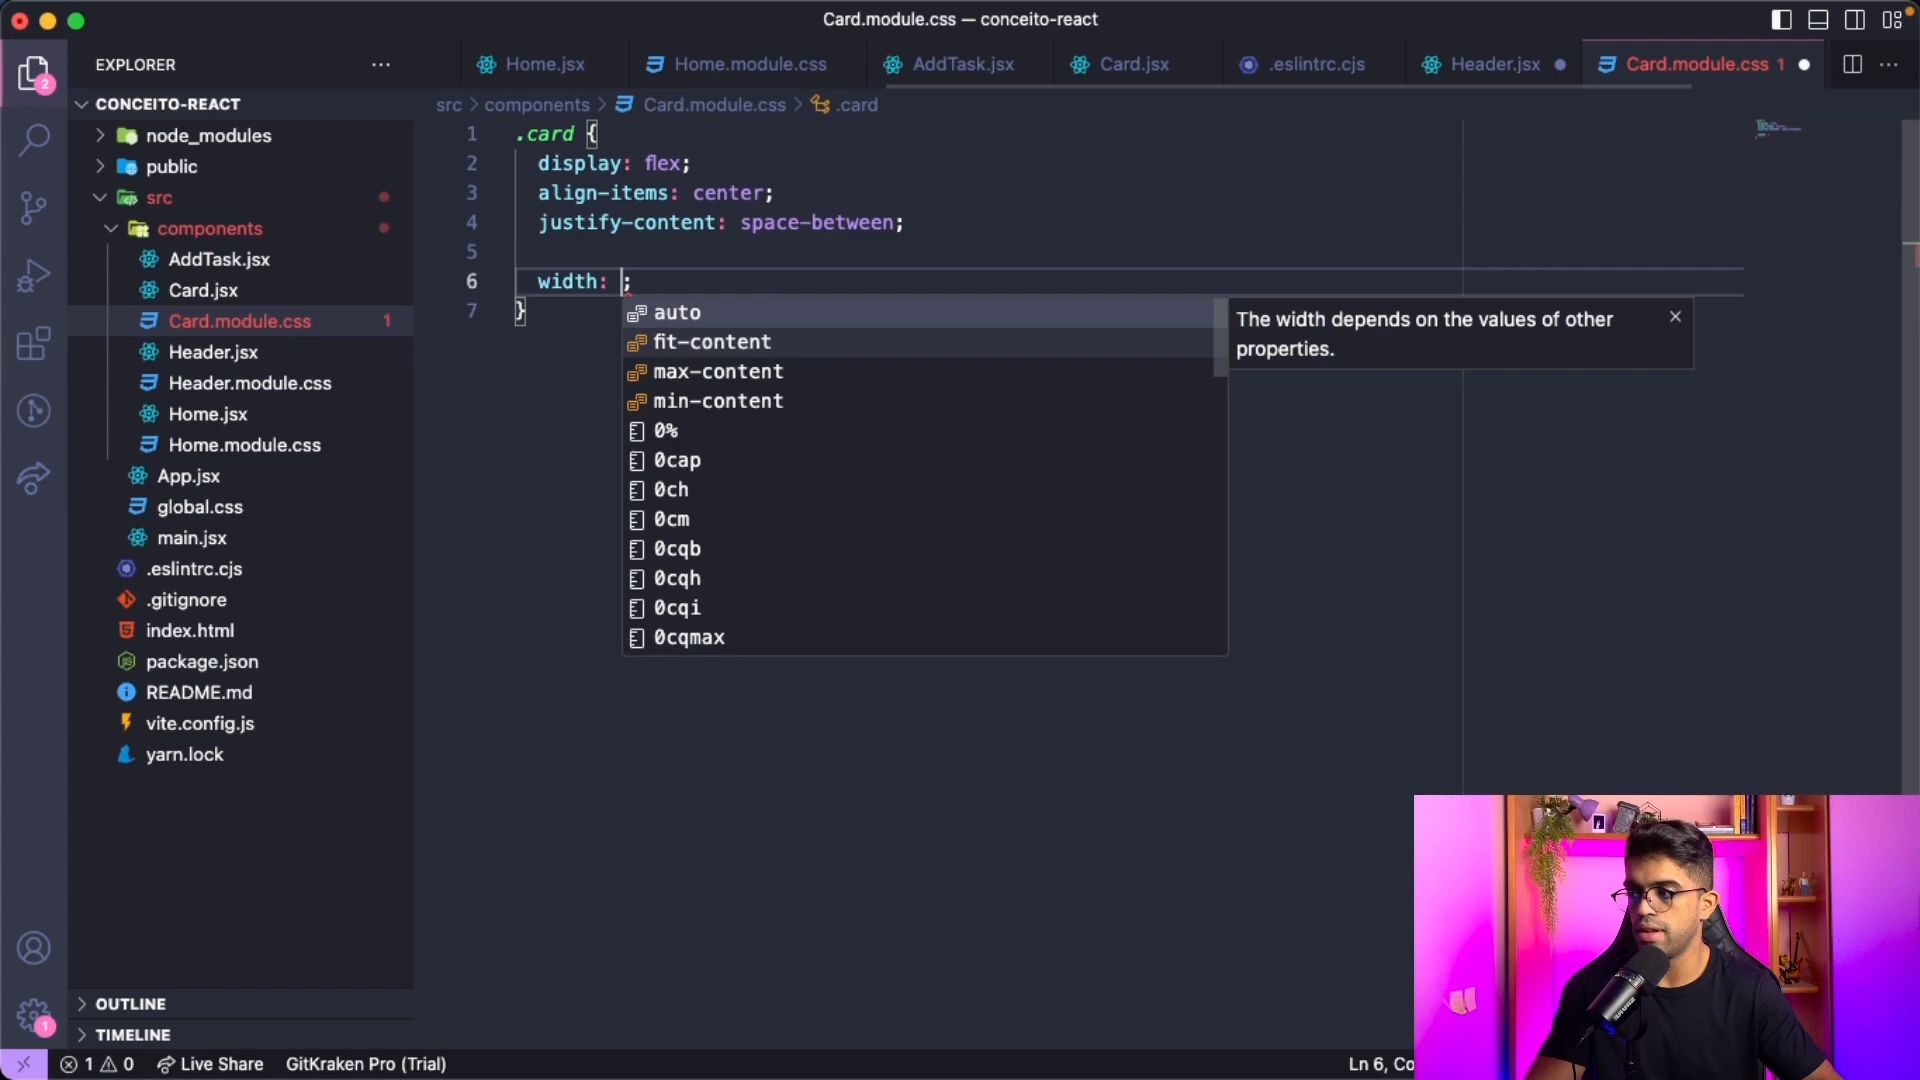 Card.module.css — conceito-react
EXPLORER
Home.jsx
Home.module.css
AddTask.jsx
Card.jsx
.eslintrc.cjs
Header.jsx
Card.module.css 1
2
CONCEITO-REACT
node_modules
public
src
components
AddTask.jsx
Card.jsx
Card.module.css 1
Header.jsx
Header.module.css
Home.jsx
Home.module.css
App.jsx
global.css
main.jsx
.eslintrc.cjs
.gitignore
index.html
package.json
README.md
vite.config.js
yarn.lock
src > components > Card.module.css > .card
1 .card {
2 display: flex;
3 align-items: center;
4 justify-content: space-between;
5
6 width: ;
7 }
auto
fit-content
max-content
min-content
0%
0cap
0ch
0cm
0cqb
0cqh
0cqi
0cqmax
The width depends on the values of other
properties.
OUTLINE
TIMELINE
1
1 0 Live Share GitKraken Pro (Trial)
Ln 6, Co